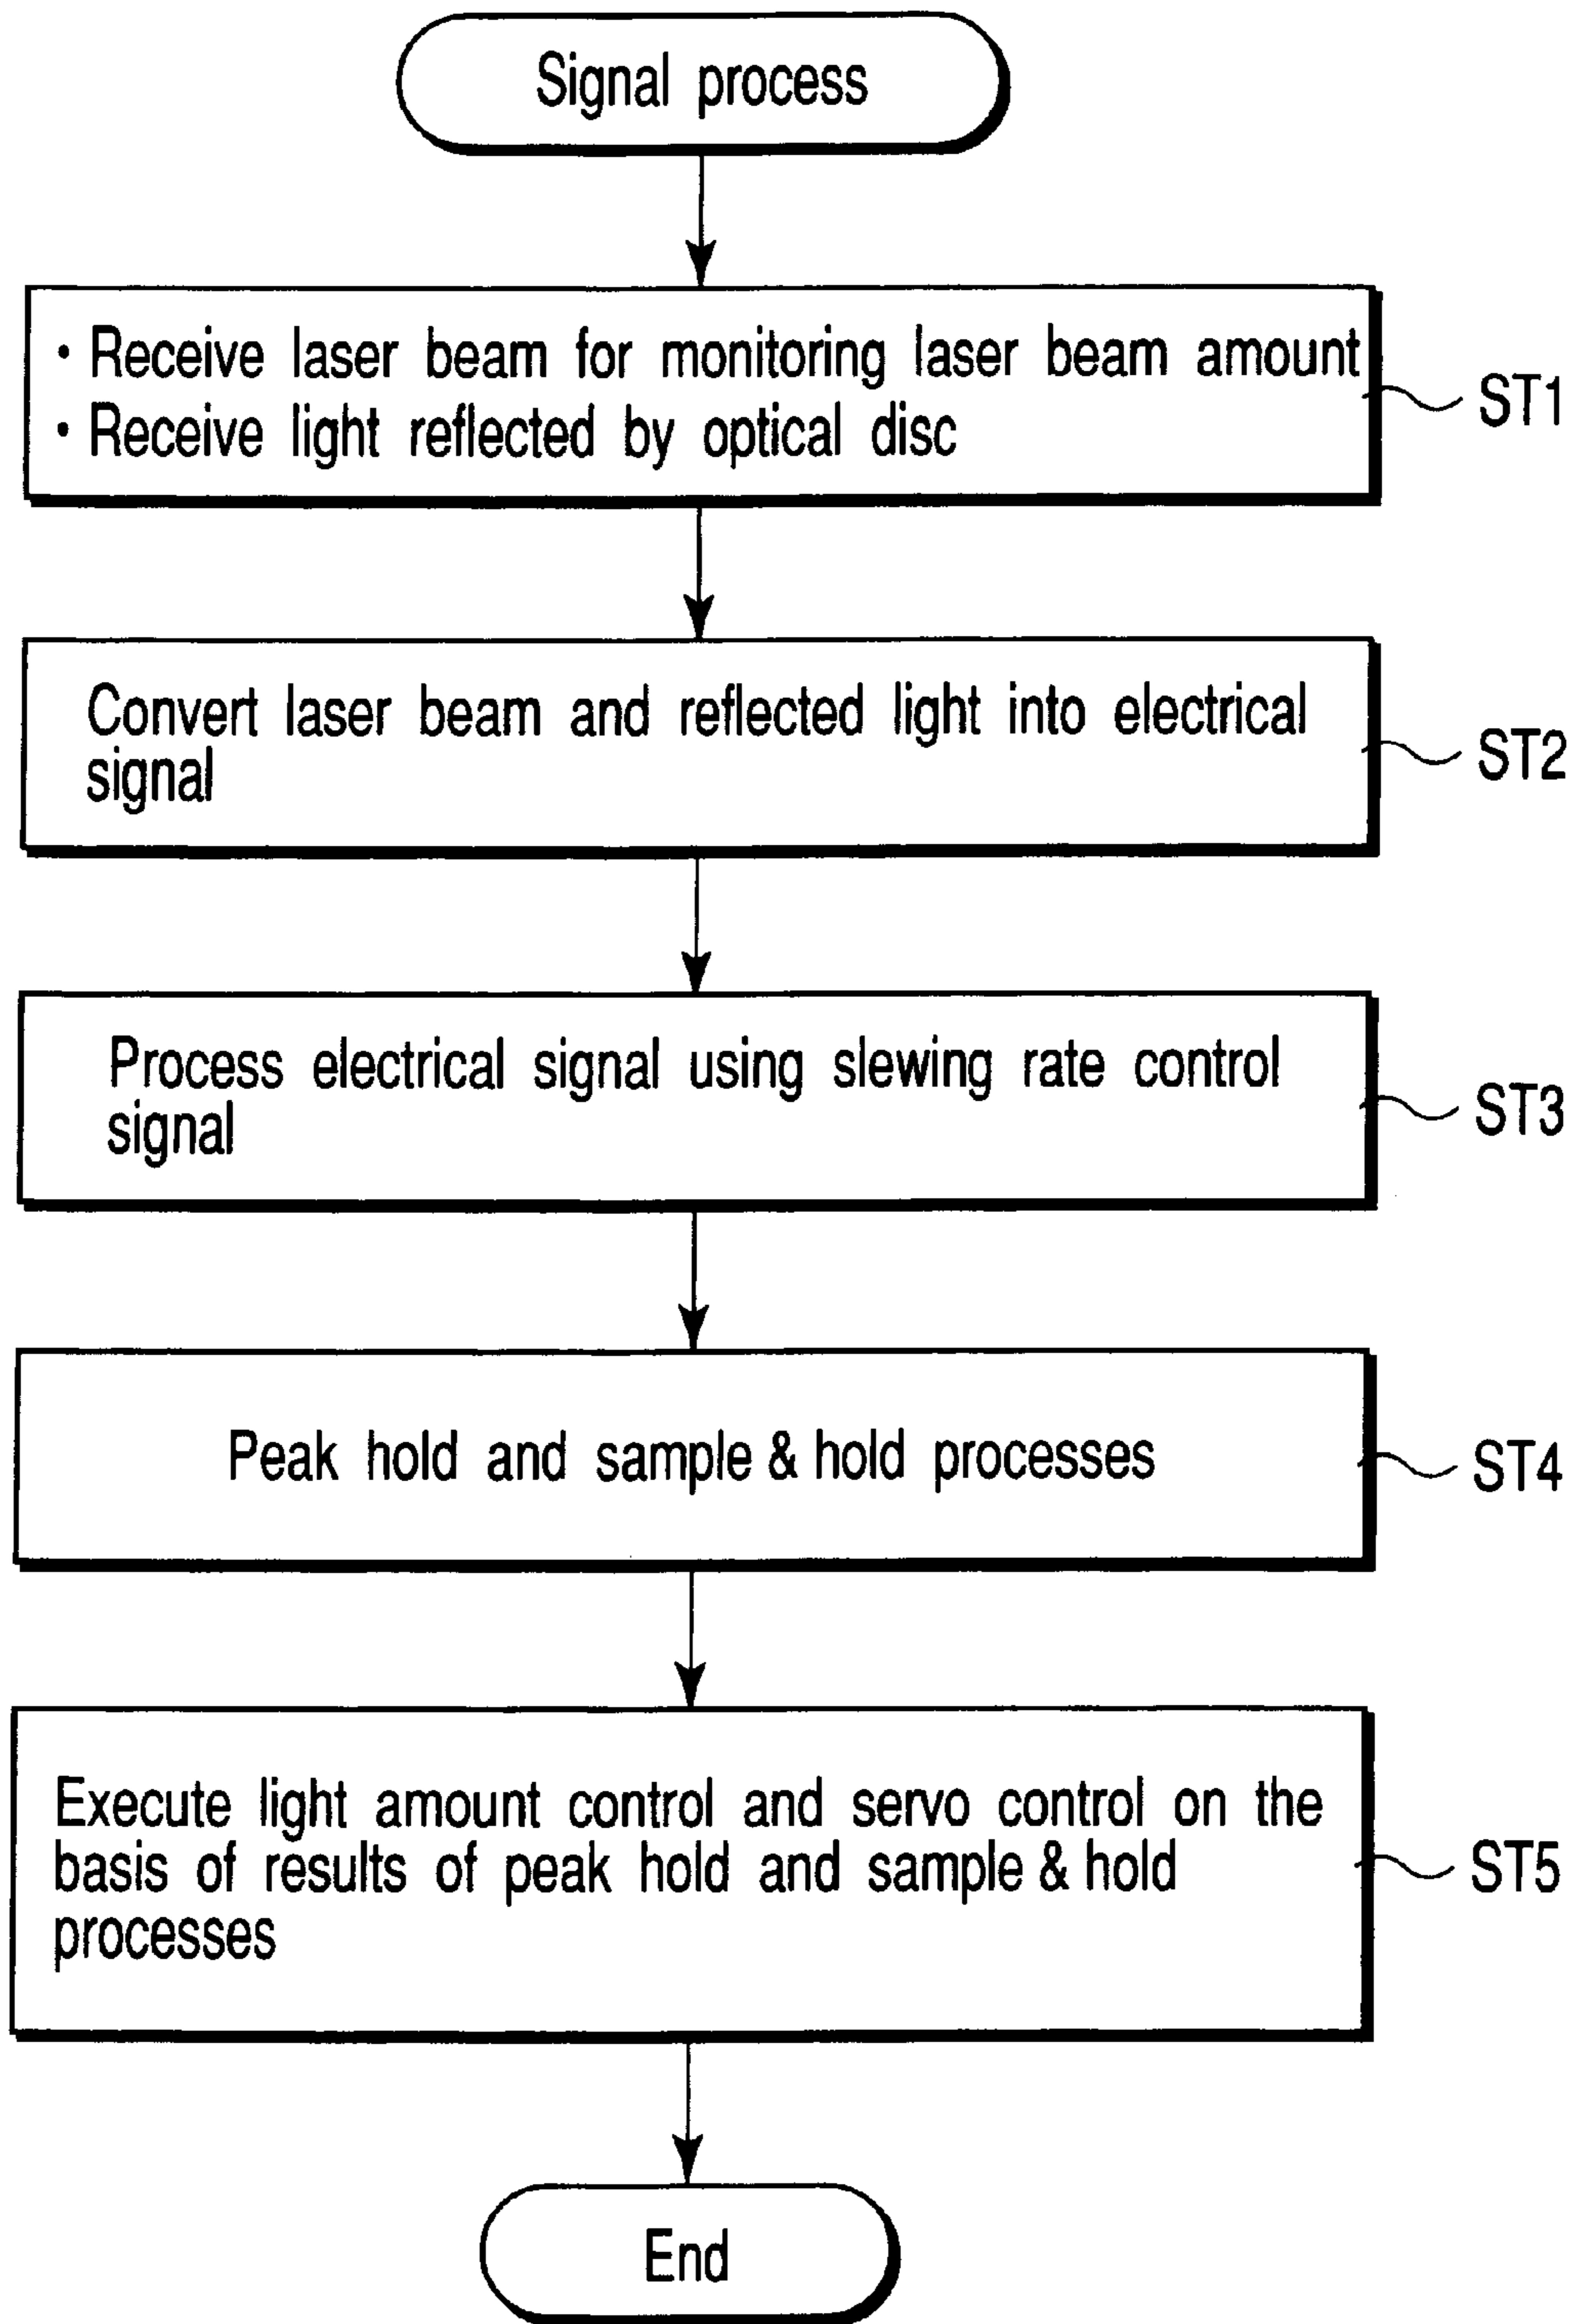 Signal process
• Receive laser beam for monitoring laser beam amount
• Receive light reflected by optical disc
ST1
Convert laser beam and reflected light into electrical
signal
ST2
Process electrical signal using slewing rate control
signal
ST3
Peak hold and sample & hold processes
ST4
Execute light amount control and servo control on the
basis of results of peak hold and sample & hold
processes
ST5
End